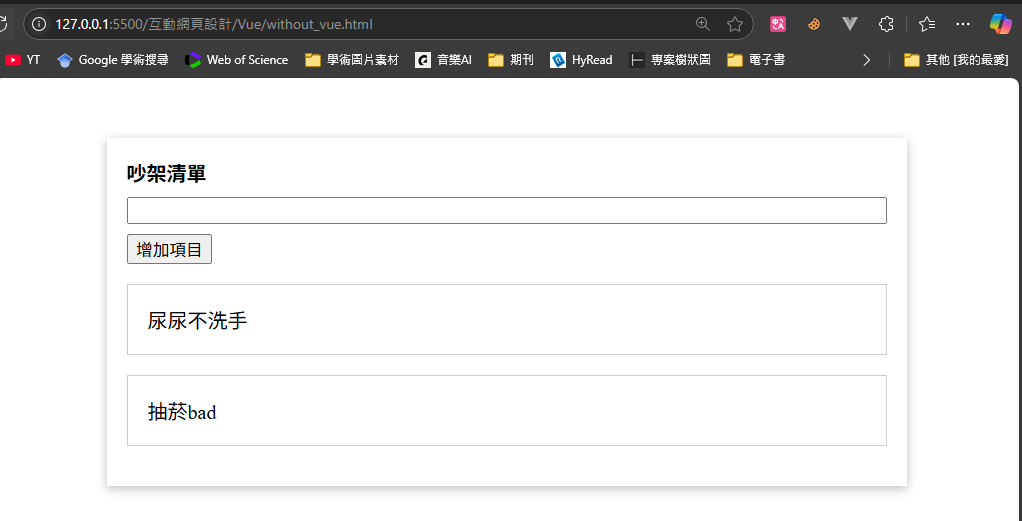 127.0.0.1:5500/互動網頁設計/Vue/without_vue.html
YT Google 學術搜尋 Web of Science 學術圖片素材 音樂AI 期刊 HyRead 專案樹狀圖 電子書 其他 [我的最愛]
吵架清單
增加項目
尿尿不洗手
抽菸bad